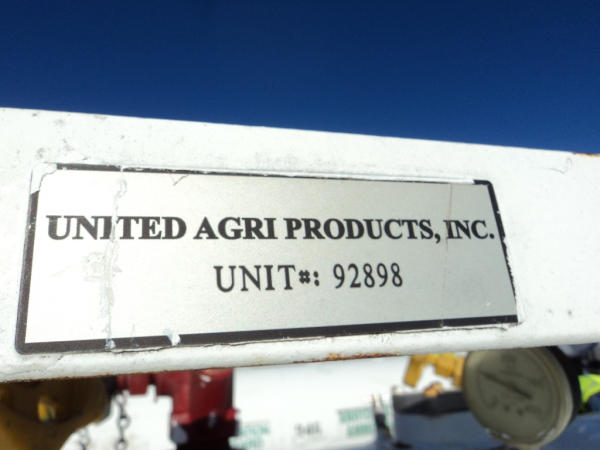 UNITED AGRI PRODUCTS, INC.
UNIT#: 92898